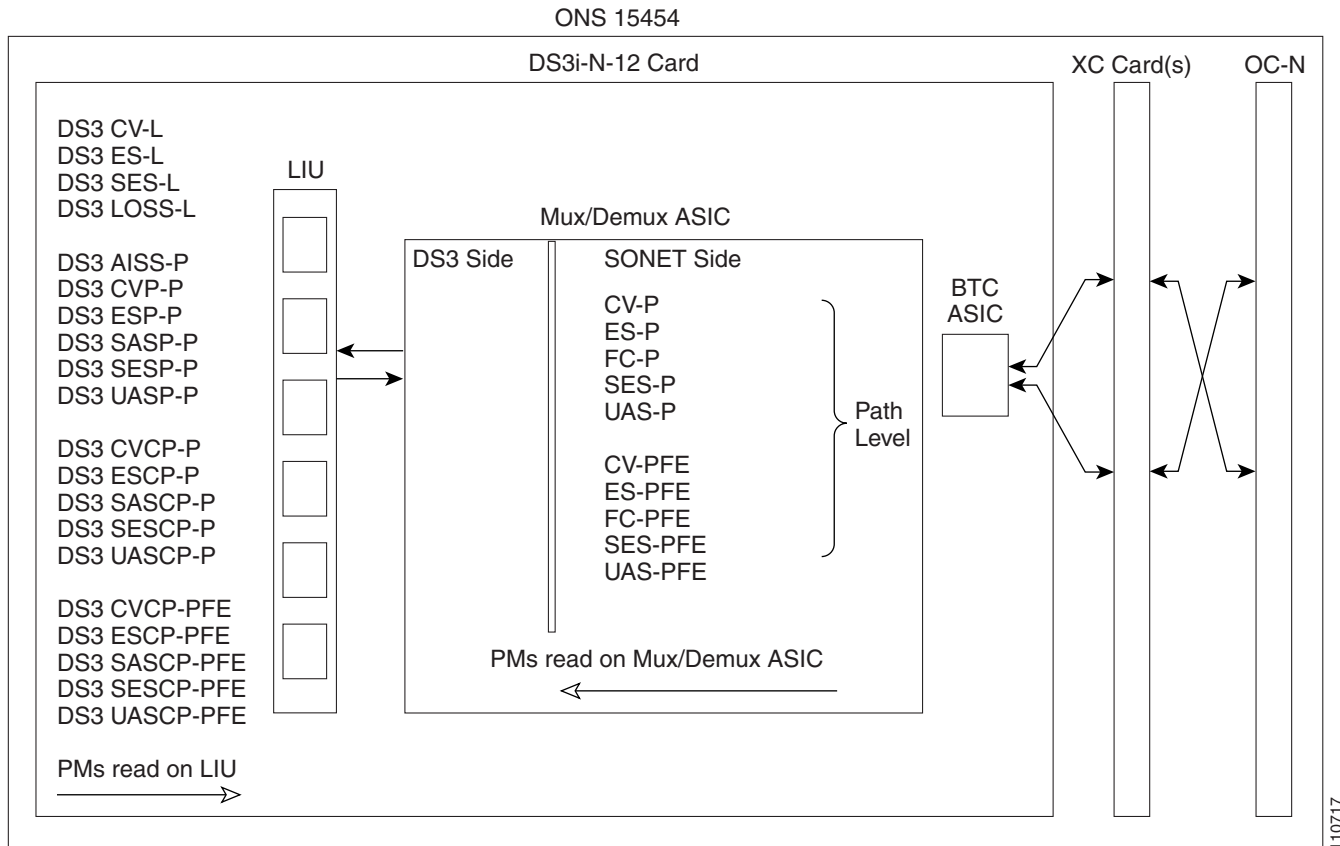 ONS 15454
DS3i-N-12 Card
XC Card(s)
OC-N
DS3 CV-L
DS3 ES-L
DS3 SES-L
DS3 LOSS-L
DS3 AISS-P
DS3 CVP-P
DS3 ESP-P
DS3 SASP-P
DS3 SESP-P
DS3 UASP-P
DS3 CVCP-P
DS3 ESCP-P
DS3 SASCP-P
DS3 SESCP-P
DS3 UASCP-P
DS3 CVCP-PFE
DS3 ESCP-PFE
DS3 SASCP-PFE
DS3 SESCP-PFE
DS3 UASCP-PFE
PMs read on LIU
LIU
Mux/Demux ASIC
DS3 Side
SONET Side
CV-P
ES-P
FC-P
SES-P
UAS-P
CV-PFE
ES-PFE
FC-PFE
SES-PFE
UAS-PFE
Path
Level
PMs read on Mux/Demux ASIC
BTC
ASIC
110717